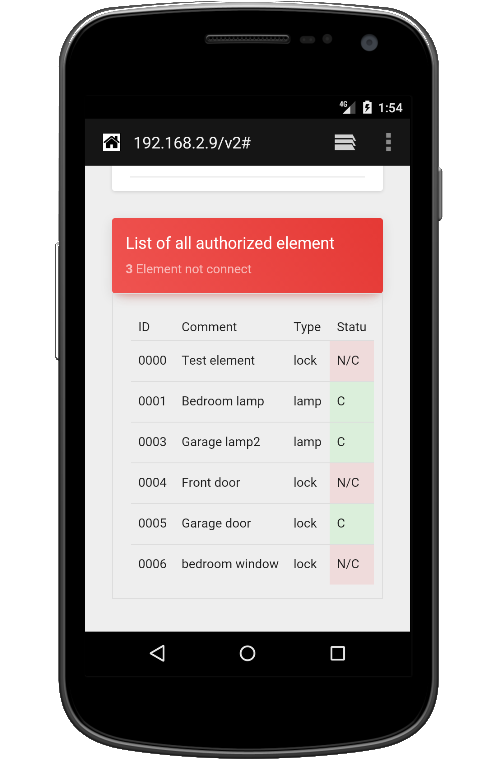 4G 1:54
192.168.2.9/v2#
List of all authorized element
3 Element not connect
ID Comment Type Statu
0000 Test element lock N/C
0001 Bedroom lamp lamp C
0003 Garage lamp2 lamp C
0004 Front door lock N/C
0005 Garage door lock C
0006 bedroom window lock N/C